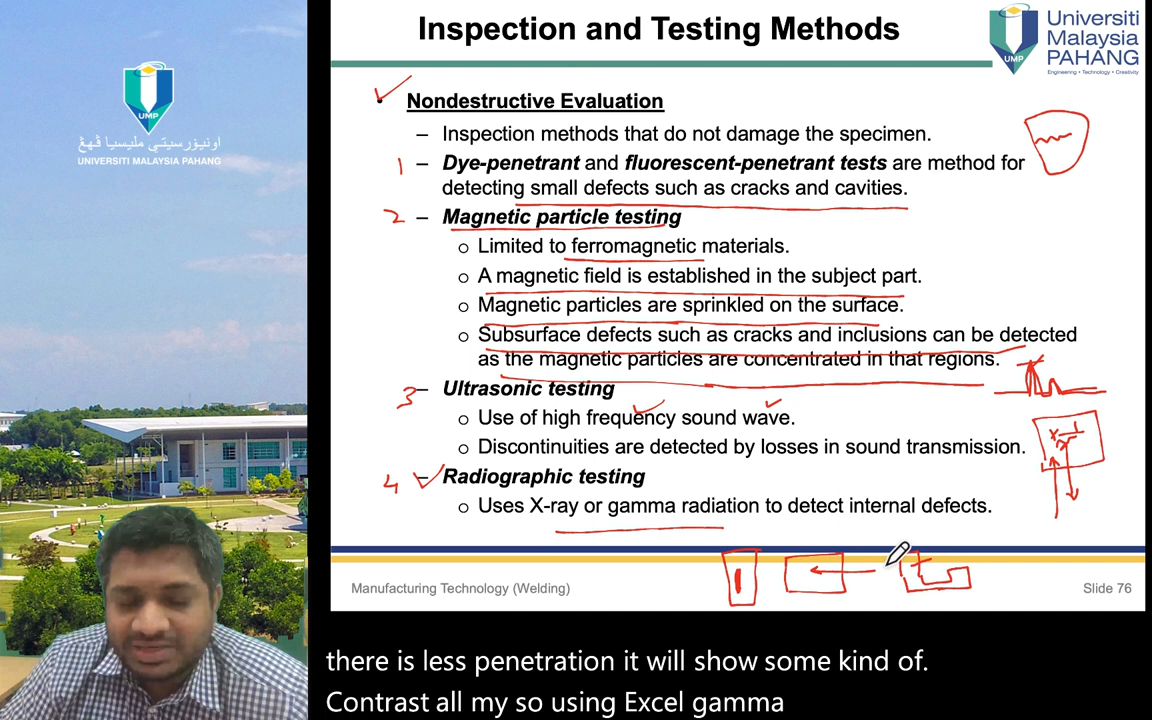 Inspection and Testing Methods
Universiti
Malaysia
PAHANG
Engineering • Technology • Creativity
UMP
UMP
اونيۏرسيتي مليسيا ڤهڠ
UNIVERSITI MALAYSIA PAHANG
• Nondestructive Evaluation
– Inspection methods that do not damage the specimen.
1 – Dye-penetrant and fluorescent-penetrant tests are method for
detecting small defects such as cracks and cavities.
2 – Magnetic particle testing
o Limited to ferromagnetic materials.
o A magnetic field is established in the subject part.
o Magnetic particles are sprinkled on the surface.
o Subsurface defects such as cracks and inclusions can be detected
as the magnetic particles are concentrated in that regions.
3 – Ultrasonic testing
o Use of high frequency sound wave.
o Discontinuities are detected by losses in sound transmission.
4 – Radiographic testing
o Uses X-ray or gamma radiation to detect internal defects.
Manufacturing Technology (Welding)
Slide 76
there is less penetration it will show some kind of.
Contrast all my so using Excel gamma